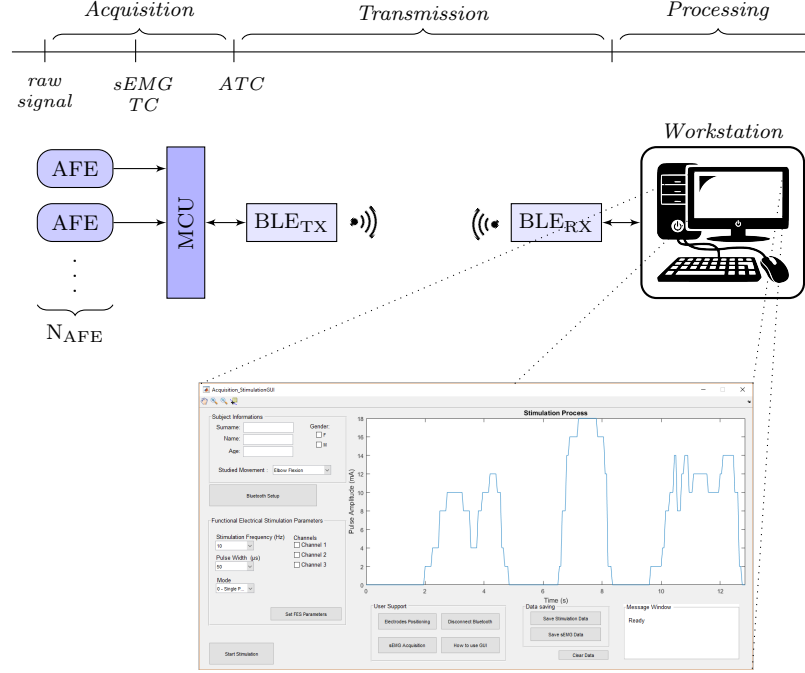 Acquisition Transmission Processing
raw signal
sEMG TC
ATC
Workstation
AFE
AFE
MCU
BLETX
BLERX
NAFE
Acquisition_StimulationGUI
Subject Informations
Surname:
Name:
Age:
Gender:
F
M
Studied Movement : Elbow Flexion
Bluetooth Setup
Functional Electrical Stimulation Parameters
Stimulation Frequency (Hz)
10
Pulse Width (µs)
50
Mode
0 - Single P...
Channels
Channel 1
Channel 2
Channel 3
Set FES Parameters
Start Stimulation
Stimulation Process
Pulse Amplitude (mA)
18
16
14
12
10
8
6
4
2
0
0 2 4 6 8 10 12
Time (s)
User Support
Electrodes Positioning
Disconnect Bluetooth
sEMG Acquisition
How to use GUI
Data saving
Save Stimulation Data
Save sEMG Data
Clear Data
Message Window
Ready